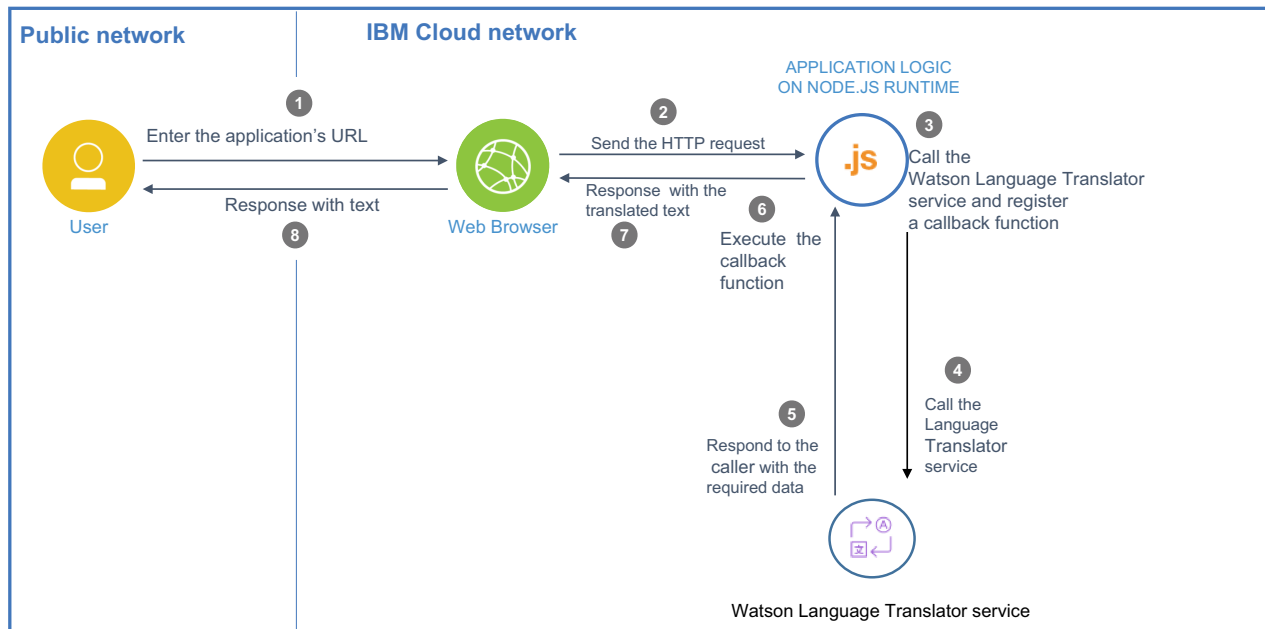 Public network
IBM Cloud network
APPLICATION LOGIC
ON NODE.JS RUNTIME
1
Enter the application's URL
2
Send the HTTP request
.js
3
Call the
Watson Language Translator
service and register
a callback function
User
Response with text
8
Web Browser
Response with the
translated text
7
6
Execute the
callback
function
4
Call the
Language
Translator
service
5
Respond to the
caller with the
required data
A
文
Watson Language Translator service